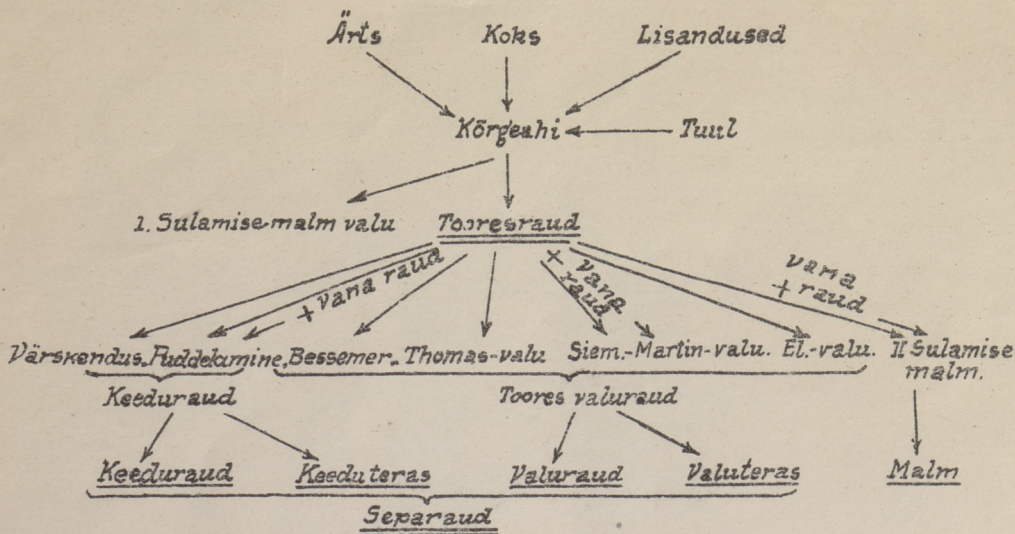 Ärts Koks Lisandused
Kõrgeahi Tuul
1. Sulamise-malm valu Tooresraud
+ vana raud + vana raud vana + raud
Värskendus. Puddelamine, Bessemer- Thomas-valu Siem.-Martin-valu. El.-valu. II Sulamise
malm.
Keeduraud Toores valuraud
Keeduraud Keeduteras Valuraud Valuteras Malm
Separaud